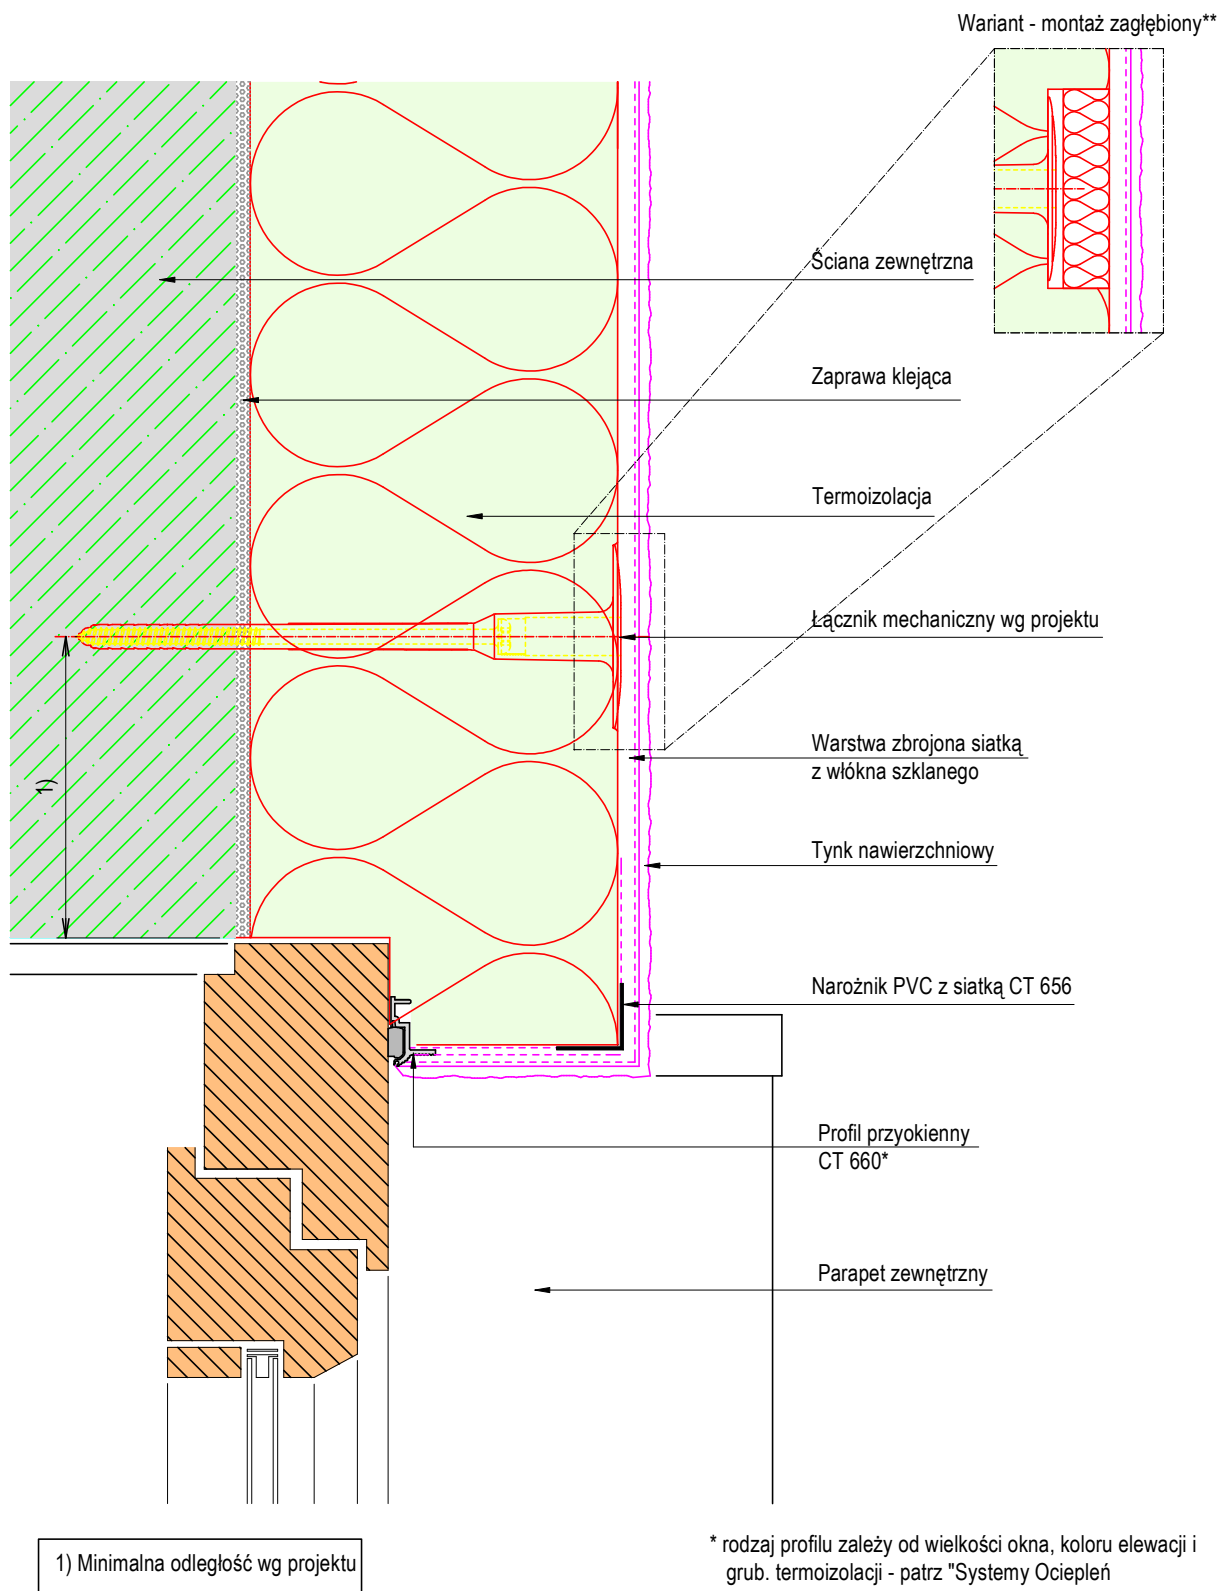 Wariant - montaż zagłębiony**
Ściana zewnętrzna
Zaprawa klejąca
Termoizolacja
Łącznik mechaniczny wg projektu
Warstwa zbrojona siatką
z włókna szklanego
1)
Tynk nawierzchniowy
Narożnik PVC z siatką CT 656
Profil przyokienny
CT 660*
Parapet zewnętrzny
1) Minimalna odległość wg projektu
* rodzaj profilu zależy od wielkości okna, koloru elewacji i
grub. termoizolacji - patrz "Systemy Ociepleń